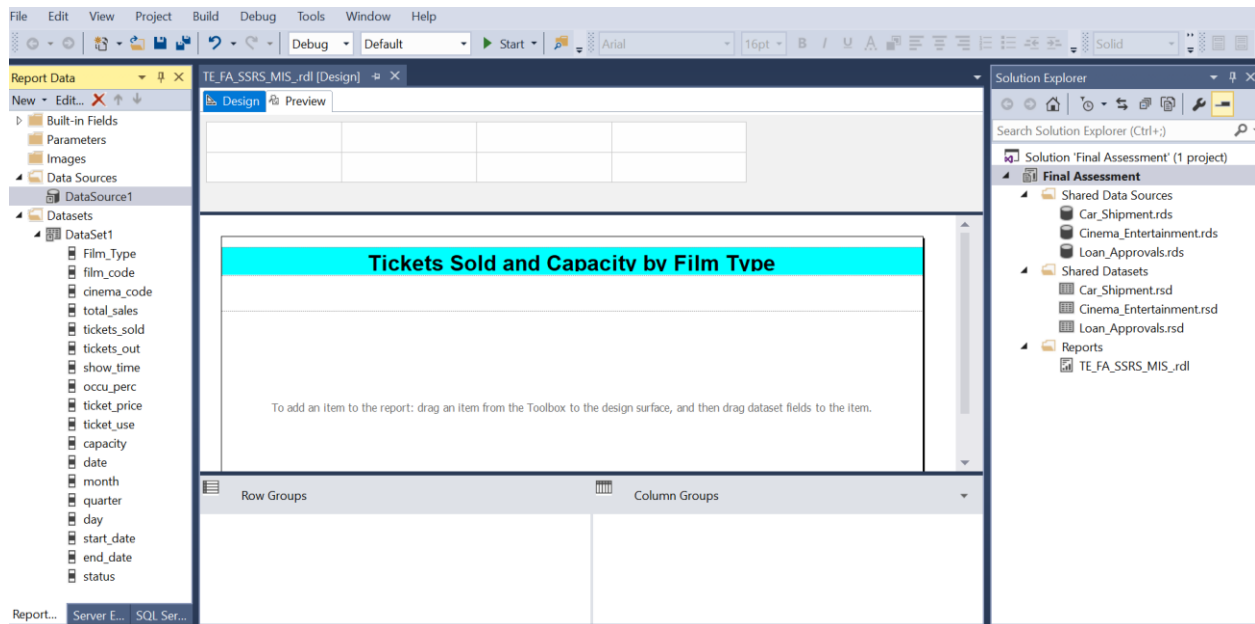 File Edit View Project Build Debug Tools Window Help
Debug Default Start Arial 16pt B I U A Solid
Report Data
New Edit...
Built-in Fields
Parameters
Images
Data Sources
DataSource1
Datasets
DataSet1
Film_Type
film_code
cinema_code
total_sales
tickets_sold
tickets_out
show_time
occu_perc
ticket_price
ticket_use
capacity
date
month
quarter
day
start_date
end_date
status
Report... Server E... SQL Ser...
TE_FA_SSRS_MIS_.rdl [Design]
Design Preview
Tickets Sold and Capacity by Film Type
To add an item to the report: drag an item from the Toolbox to the design surface, and then drag dataset fields to the item.
Row Groups Column Groups
Solution Explorer
Search Solution Explorer (Ctrl+;)
Solution 'Final Assessment' (1 project)
Final Assessment
Shared Data Sources
Car_Shipment.rds
Cinema_Entertainment.rds
Loan_Approvals.rds
Shared Datasets
Car_Shipment.rsd
Cinema_Entertainment.rsd
Loan_Approvals.rsd
Reports
TE_FA_SSRS_MIS_.rdl